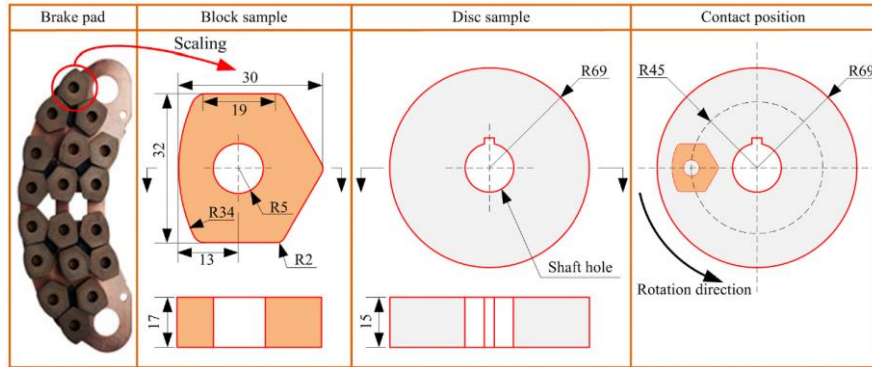 Brake pad
Block sample
Disc sample
Contact position
Scaling
30
19
32
R34
R5
13
R2
17
R69
Shaft hole
15
R45
R69
Rotation direction